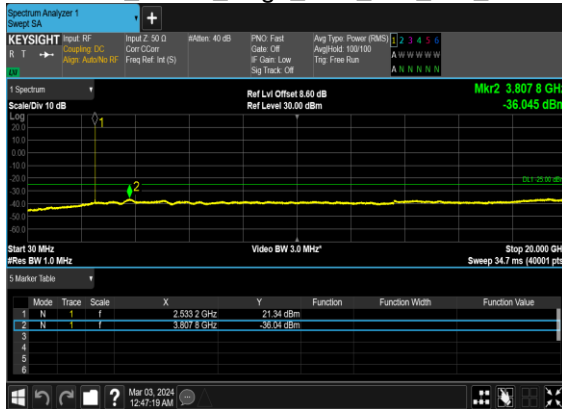 Spectrum Analyzer 1
Swept SA
+
KEYSIGHT Input: RF Input Z: 50 Ω #Atten: 40 dB PNO: Fast Avg Type: Power (RMS) 1 2 3 4 5 6
R T Coupling: DC Corr CCorr Gate: Off Avg|Hold: 100/100 A W W W W W
Align: Auto/No RF Freq Ref: Int (S) IF Gain: Low Trig: Free Run
LXI Sig Track: Off A N N N N N
1 Spectrum Ref Lvl Offset 8.60 dB Mkr2 3.807 8 GHz
Scale/Div 10 dB Ref Level 30.00 dBm -36.045 dBm
Log
20.0
10.0
0.00
-10.0
-20.0
-30.0
-40.0
-50.0
-60.0
1
2
DL1 -25.00 dBm
Start 30 MHz Video BW 3.0 MHz* Stop 20.000 GH
#Res BW 1.0 MHz Sweep 34.7 ms (40001 pts
5 Marker Table
Mode Trace Scale X Y Function Function Width Function Value
1 N 1 f 2.533 2 GHz 21.34 dBm
2 N 1 f 3.807 8 GHz -36.04 dBm
3
4
5
6
? Mar 03, 2024
12:47:19 AM